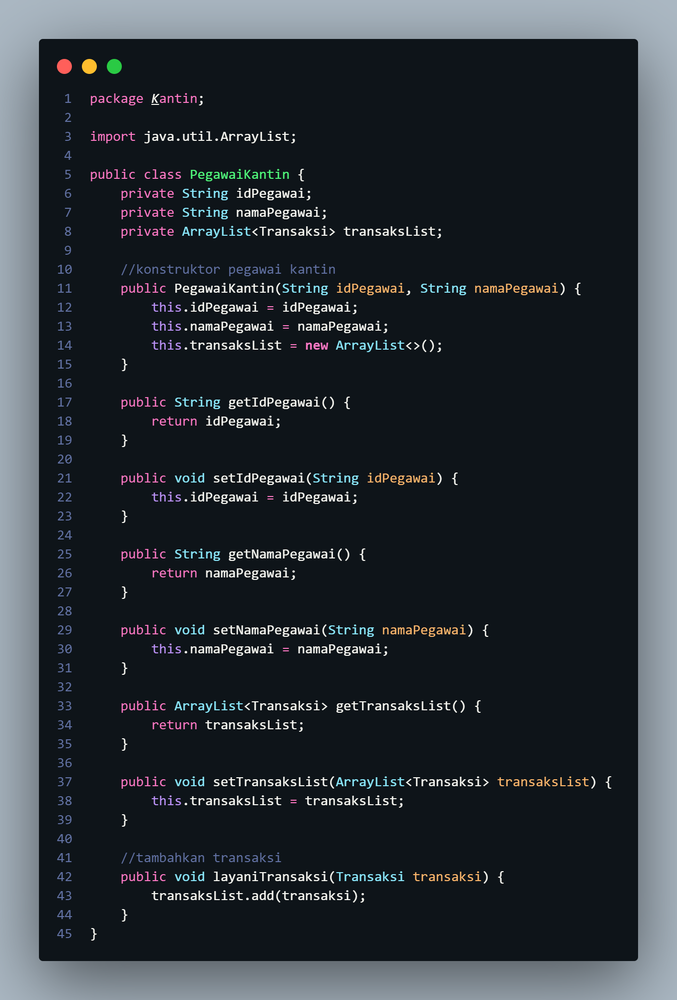 1 package Kantin;
2
3 import java.util.ArrayList;
4
5 public class PegawaiKantin {
6     private String idPegawai;
7     private String namaPegawai;
8     private ArrayList<Transaksi> transaksList;
9
10     //konstruktor pegawai kantin
11     public PegawaiKantin(String idPegawai, String namaPegawai) {
12         this.idPegawai = idPegawai;
13         this.namaPegawai = namaPegawai;
14         this.transaksList = new ArrayList<>();
15     }
16
17     public String getIdPegawai() {
18         return idPegawai;
19     }
20
21     public void setIdPegawai(String idPegawai) {
22         this.idPegawai = idPegawai;
23     }
24
25     public String getNamaPegawai() {
26         return namaPegawai;
27     }
28
29     public void setNamaPegawai(String namaPegawai) {
30         this.namaPegawai = namaPegawai;
31     }
32
33     public ArrayList<Transaksi> getTransaksList() {
34         return transaksList;
35     }
36
37     public void setTransaksList(ArrayList<Transaksi> transaksList) {
38         this.transaksList = transaksList;
39     }
40
41     //tambahkan transaksi
42     public void layaniTransaksi(Transaksi transaksi) {
43         transaksList.add(transaksi);
44     }
45 }